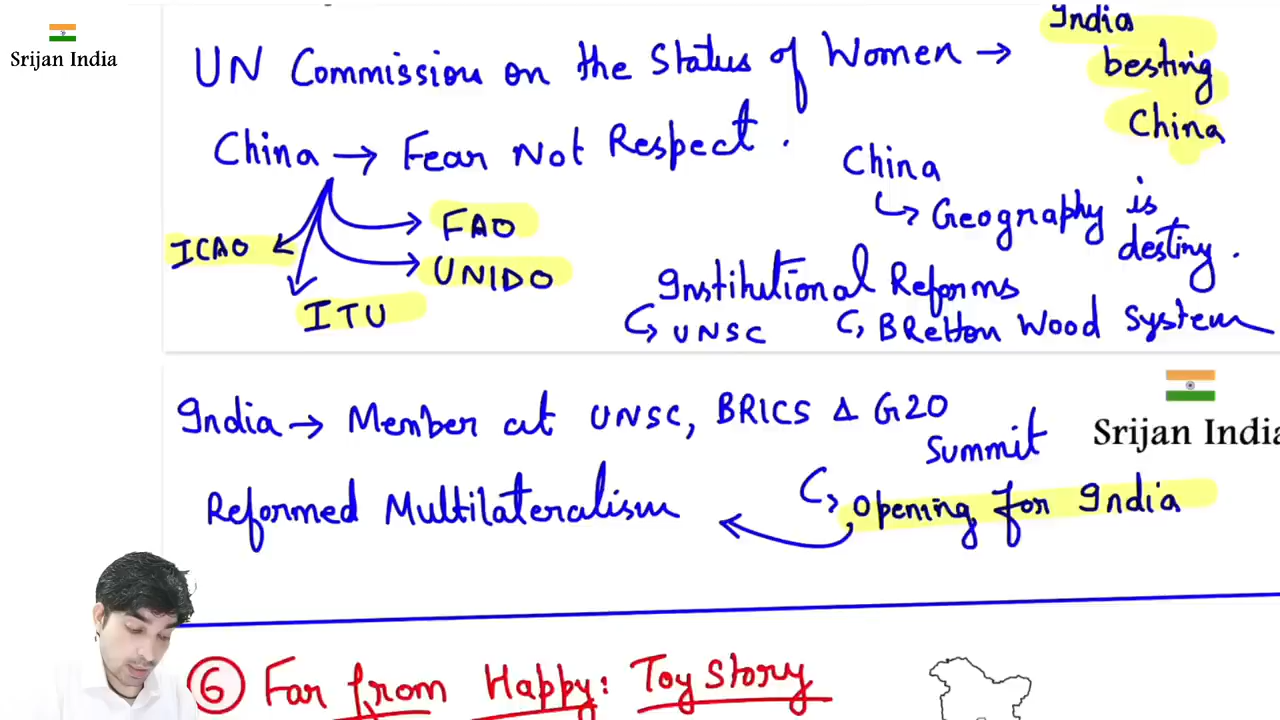 Srijan India
India
UN Commission on the Status of Women →
besting
China
China → Fear Not Respect.
China
Geography is
destiny.
ICAO
FAO
UNIDO
ITU
Institutional Reforms
UNSC
BRetton Wood System
India → Member at UNSC, BRICS Δ G20
Summit
Srijan India
Reformed Multilateralism
Opening for India
6 Far from Happy: Toy Story